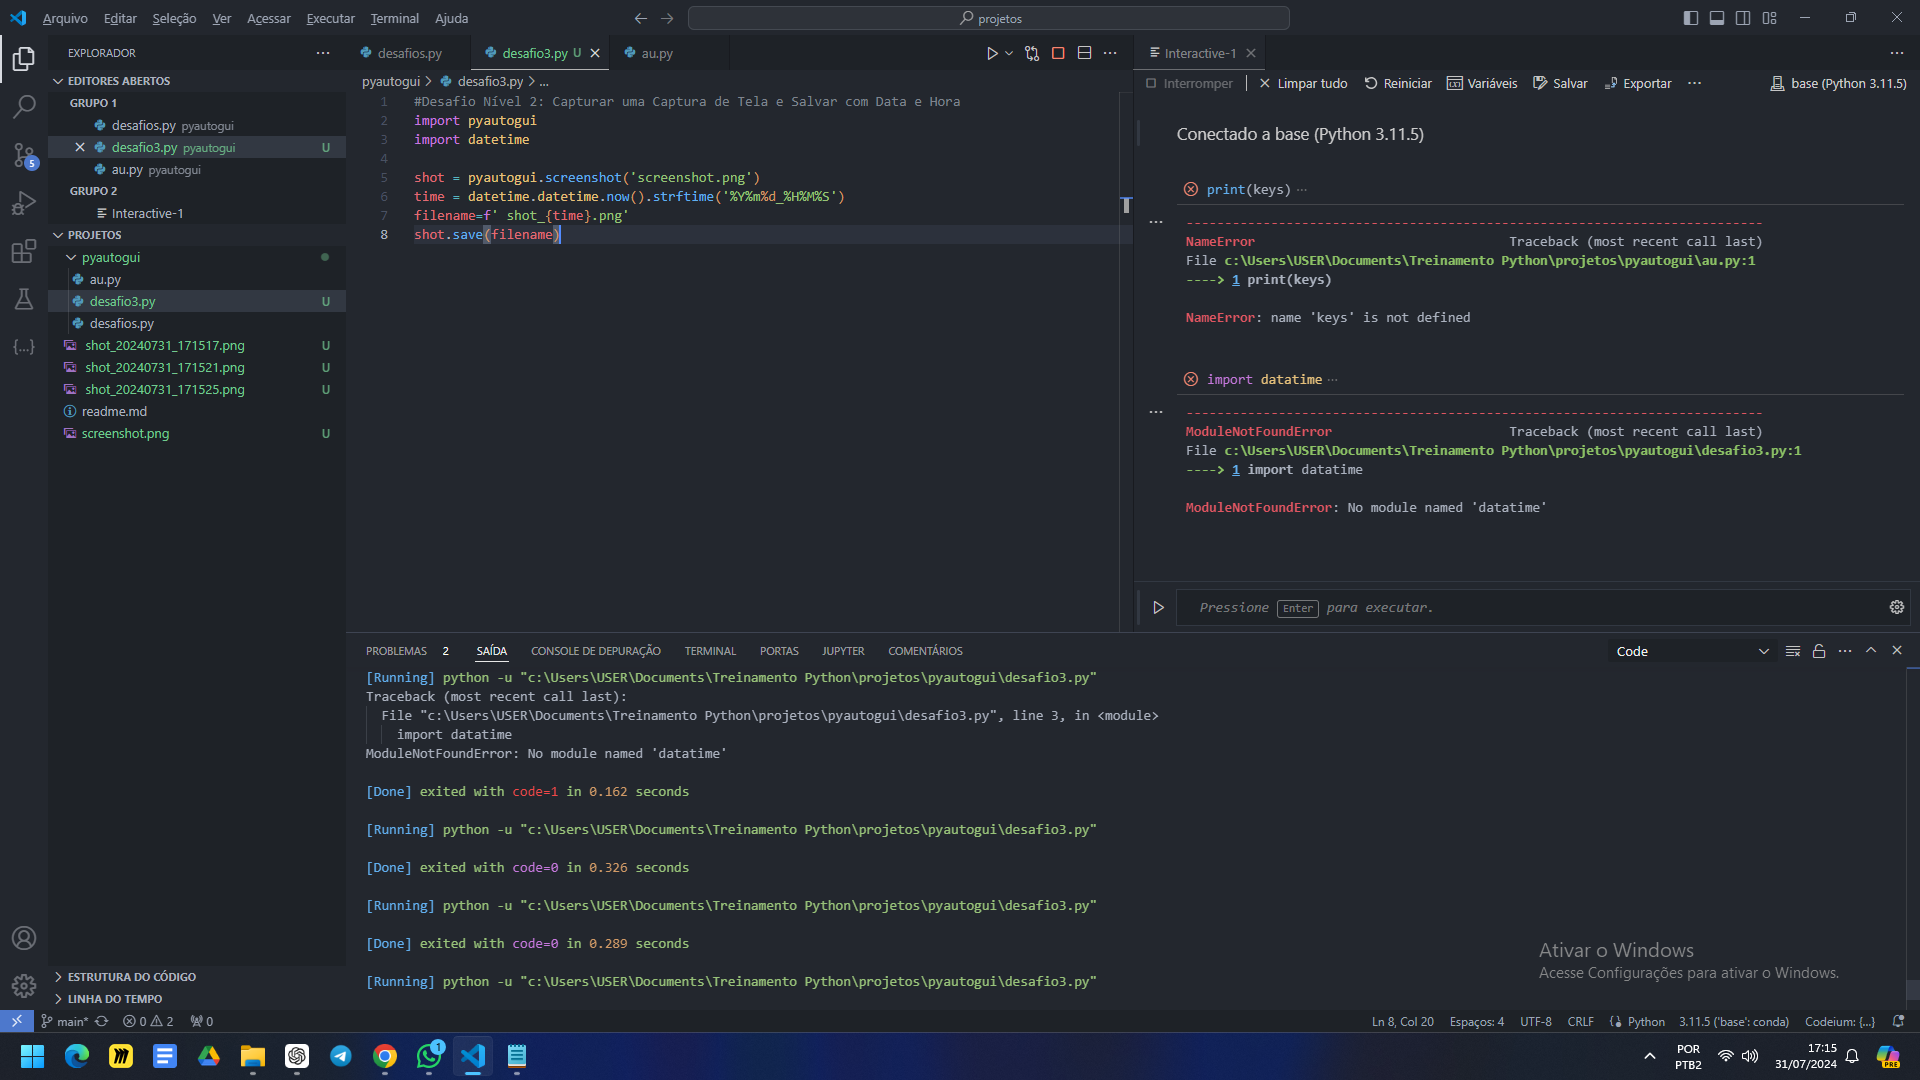 Arquivo Editar Seleção Ver Acessar Executar Terminal Ajuda
projetos
EXPLORADOR
EDITORES ABERTOS
GRUPO 1
desafios.py pyautogui
desafio3.py pyautogui U
au.py pyautogui
GRUPO 2
Interactive-1
PROJETOS
pyautogui
au.py
desafio3.py U
desafios.py
shot_20240731_171517.png U
shot_20240731_171521.png U
shot_20240731_171525.png U
readme.md
screenshot.png U
ESTRUTURA DO CÓDIGO
LINHA DO TEMPO
5
desafios.py desafio3.py U au.py
pyautogui > desafio3.py > ...
1 #Desafio Nível 2: Capturar uma Captura de Tela e Salvar com Data e Hora
2 import pyautogui
3 import datetime
4
5 shot = pyautogui.screenshot('screenshot.png')
6 time = datetime.datetime.now().strftime('%Y%m%d_%H%M%S')
7 filename=f' shot_{time}.png'
8 shot.save(filename)
Interactive-1
Interromper Limpar tudo Reiniciar Variáveis Salvar Exportar ... base (Python 3.11.5)
Conectado a base (Python 3.11.5)
print(keys) ...
---------------------------------------------------------------------------
NameError Traceback (most recent call last)
File c:\Users\USER\Documents\Treinamento Python\projetos\pyautogui\au.py:1
----> 1 print(keys)
NameError: name 'keys' is not defined
import datatime ...
---------------------------------------------------------------------------
ModuleNotFoundError Traceback (most recent call last)
File c:\Users\USER\Documents\Treinamento Python\projetos\pyautogui\desafio3.py:1
----> 1 import datatime
ModuleNotFoundError: No module named 'datatime'
Pressione Enter para executar.
PROBLEMAS 2 SAÍDA CONSOLE DE DEPURAÇÃO TERMINAL PORTAS JUPYTER COMENTÁRIOS
Code
[Running] python -u "c:\Users\USER\Documents\Treinamento Python\projetos\pyautogui\desafio3.py"
Traceback (most recent call last):
File "c:\Users\USER\Documents\Treinamento Python\projetos\pyautogui\desafio3.py", line 3, in <module>
import datatime
ModuleNotFoundError: No module named 'datatime'
[Done] exited with code=1 in 0.162 seconds
[Running] python -u "c:\Users\USER\Documents\Treinamento Python\projetos\pyautogui\desafio3.py"
[Done] exited with code=0 in 0.326 seconds
[Running] python -u "c:\Users\USER\Documents\Treinamento Python\projetos\pyautogui\desafio3.py"
[Done] exited with code=0 in 0.289 seconds
[Running] python -u "c:\Users\USER\Documents\Treinamento Python\projetos\pyautogui\desafio3.py"
Ativar o Windows
Acesse Configurações para ativar o Windows.
main* 0 2 0
Ln 8, Col 20 Espaços: 4 UTF-8 CRLF Python 3.11.5 ('base': conda) Codeium: {...}
1
POR
PTB2
17:15
31/07/2024
PRE